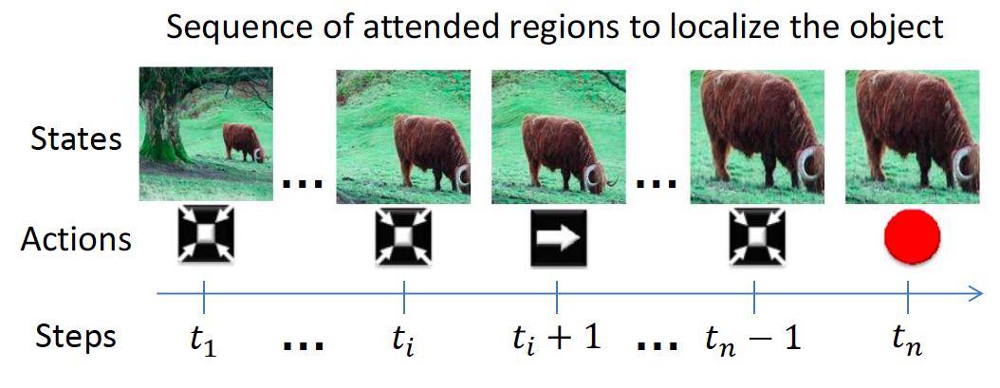 Sequence of attended regions to localize the object
States
... ...
Actions
Steps t₁ ... tᵢ tᵢ + 1 ... tₙ − 1 tₙ